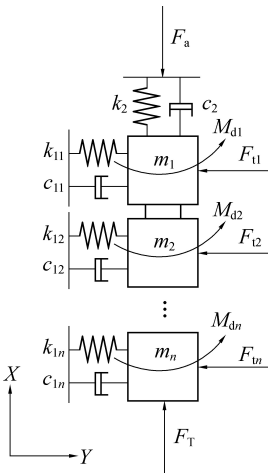 F_a
k_2 c_2
M_d1
k_11 m_1 F_t1
c_11
M_d2
k_12 m_2 F_t2
c_12
⋮
M_dn
k_1n m_n F_tn
c_1n
X
Y F_T